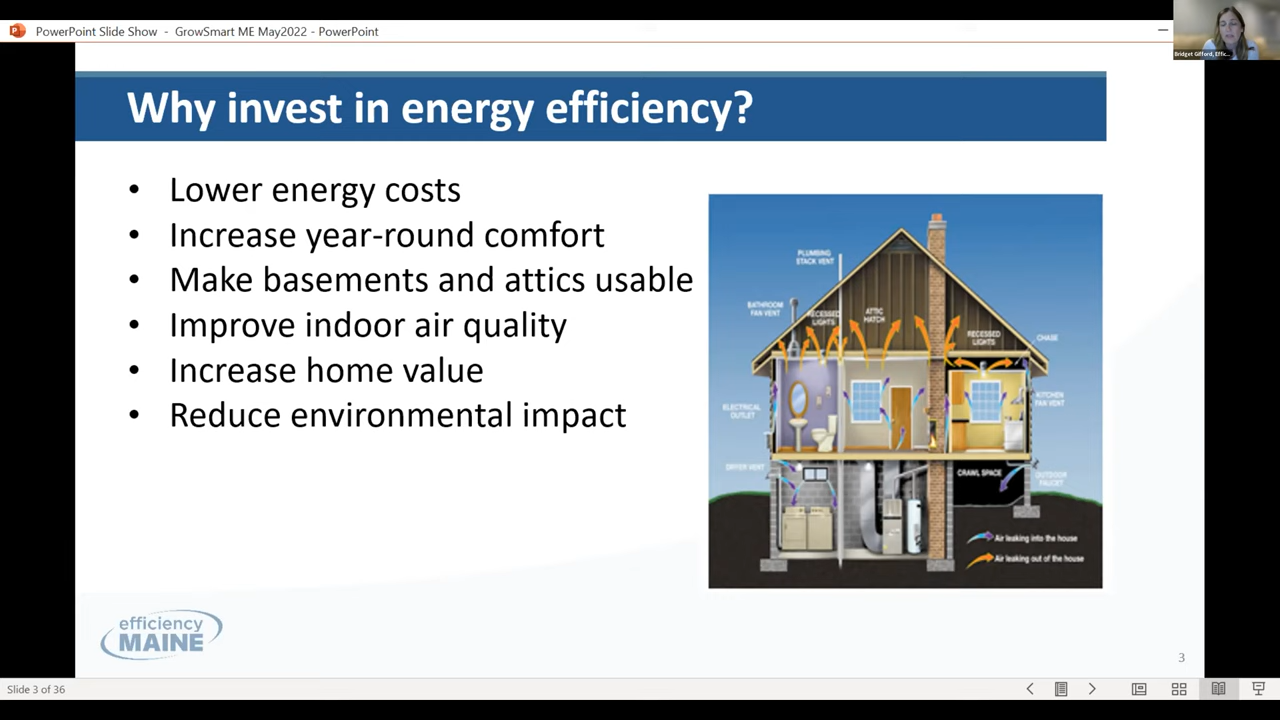 PowerPoint Slide Show - GrowSmart ME May2022 - PowerPoint
Bridget Gifford, Effic...
Why invest in energy efficiency?
• Lower energy costs
• Increase year-round comfort
• Make basements and attics usable
• Improve indoor air quality
• Increase home value
• Reduce environmental impact
PLUMBING
STACK VENT
BATHROOM
FAN VENT
RECESSED
LIGHTS
ATTIC
HATCH
RECESSED
LIGHTS
CHASE
ELECTRICAL
OUTLET
KITCHEN
FAN VENT
DRYER VENT
CRAWL SPACE
OUTDOOR
FAUCET
Air leaking into the house
Air leaking out of the house
efficiency
MAINE
3
Slide 3 of 36